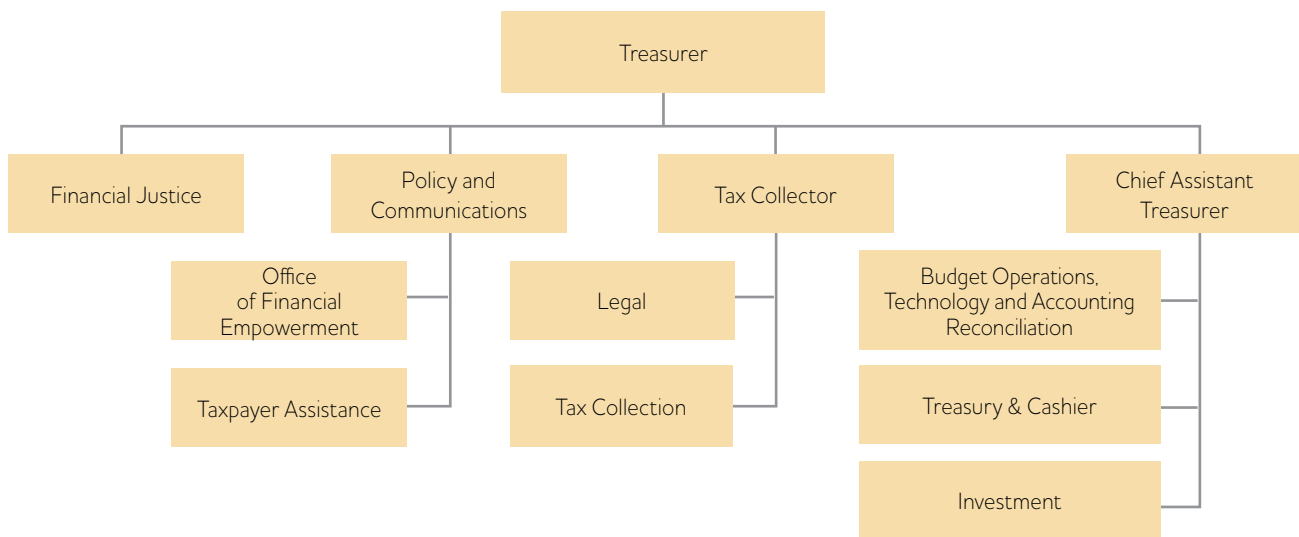 Treasurer
Financial Justice
Policy and
Communications
Tax Collector
Chief Assistant
Treasurer
Office
of Financial
Empowerment
Taxpayer Assistance
Legal
Tax Collection
Budget Operations,
Technology and Accounting
Reconciliation
Treasury & Cashier
Investment